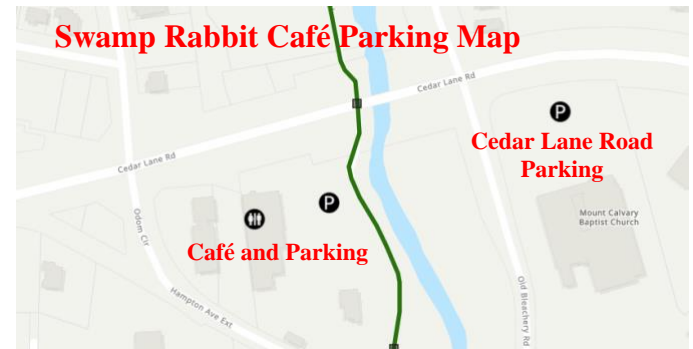 Swamp Rabbit Café Parking Map
Cedar Lane Rd
P
Cedar Lane Road
Parking
Cedar Lane Rd
P
Mount Calvary
Baptist Church
Odom Cir
Café and Parking
Hampton Ave Ext
Old Bleachery Rd